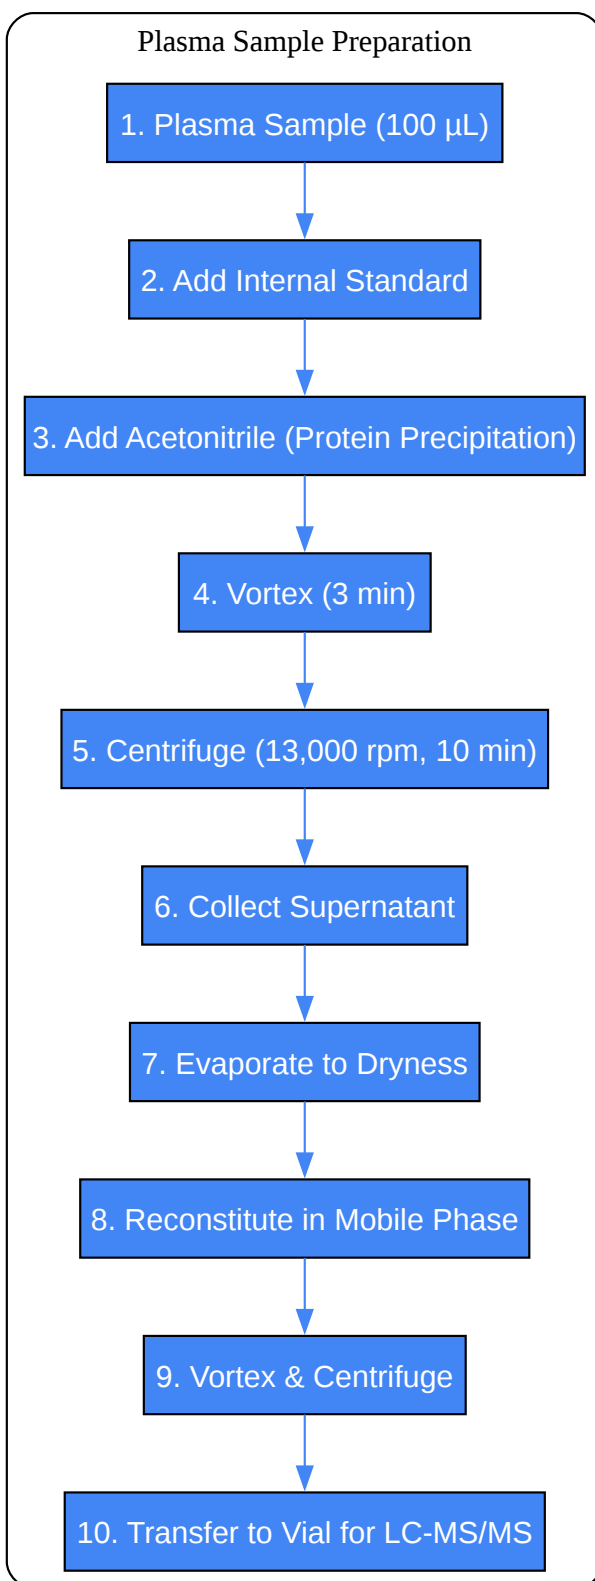 Plasma Sample Preparation
1. Plasma Sample (100 µL)
2. Add Internal Standard
3. Add Acetonitrile (Protein Precipitation)
4. Vortex (3 min)
5. Centrifuge (13,000 rpm, 10 min)
6. Collect Supernatant
7. Evaporate to Dryness
8. Reconstitute in Mobile Phase
9. Vortex & Centrifuge
10. Transfer to Vial for LC-MS/MS